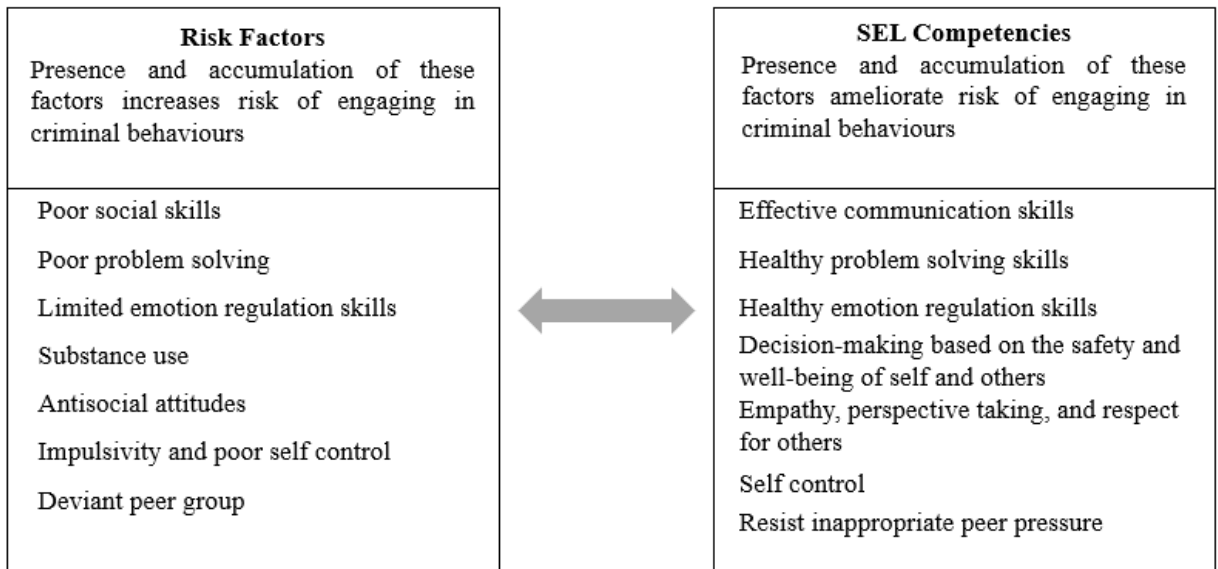 Risk Factors
Presence and accumulation of these
factors increases risk of engaging in
criminal behaviours
Poor social skills
Poor problem solving
Limited emotion regulation skills
Substance use
Antisocial attitudes
Impulsivity and poor self control
Deviant peer group
SEL Competencies
Presence and accumulation of these
factors ameliorate risk of engaging in
criminal behaviours
Effective communication skills
Healthy problem solving skills
Healthy emotion regulation skills
Decision-making based on the safety and
well-being of self and others
Empathy, perspective taking, and respect
for others
Self control
Resist inappropriate peer pressure